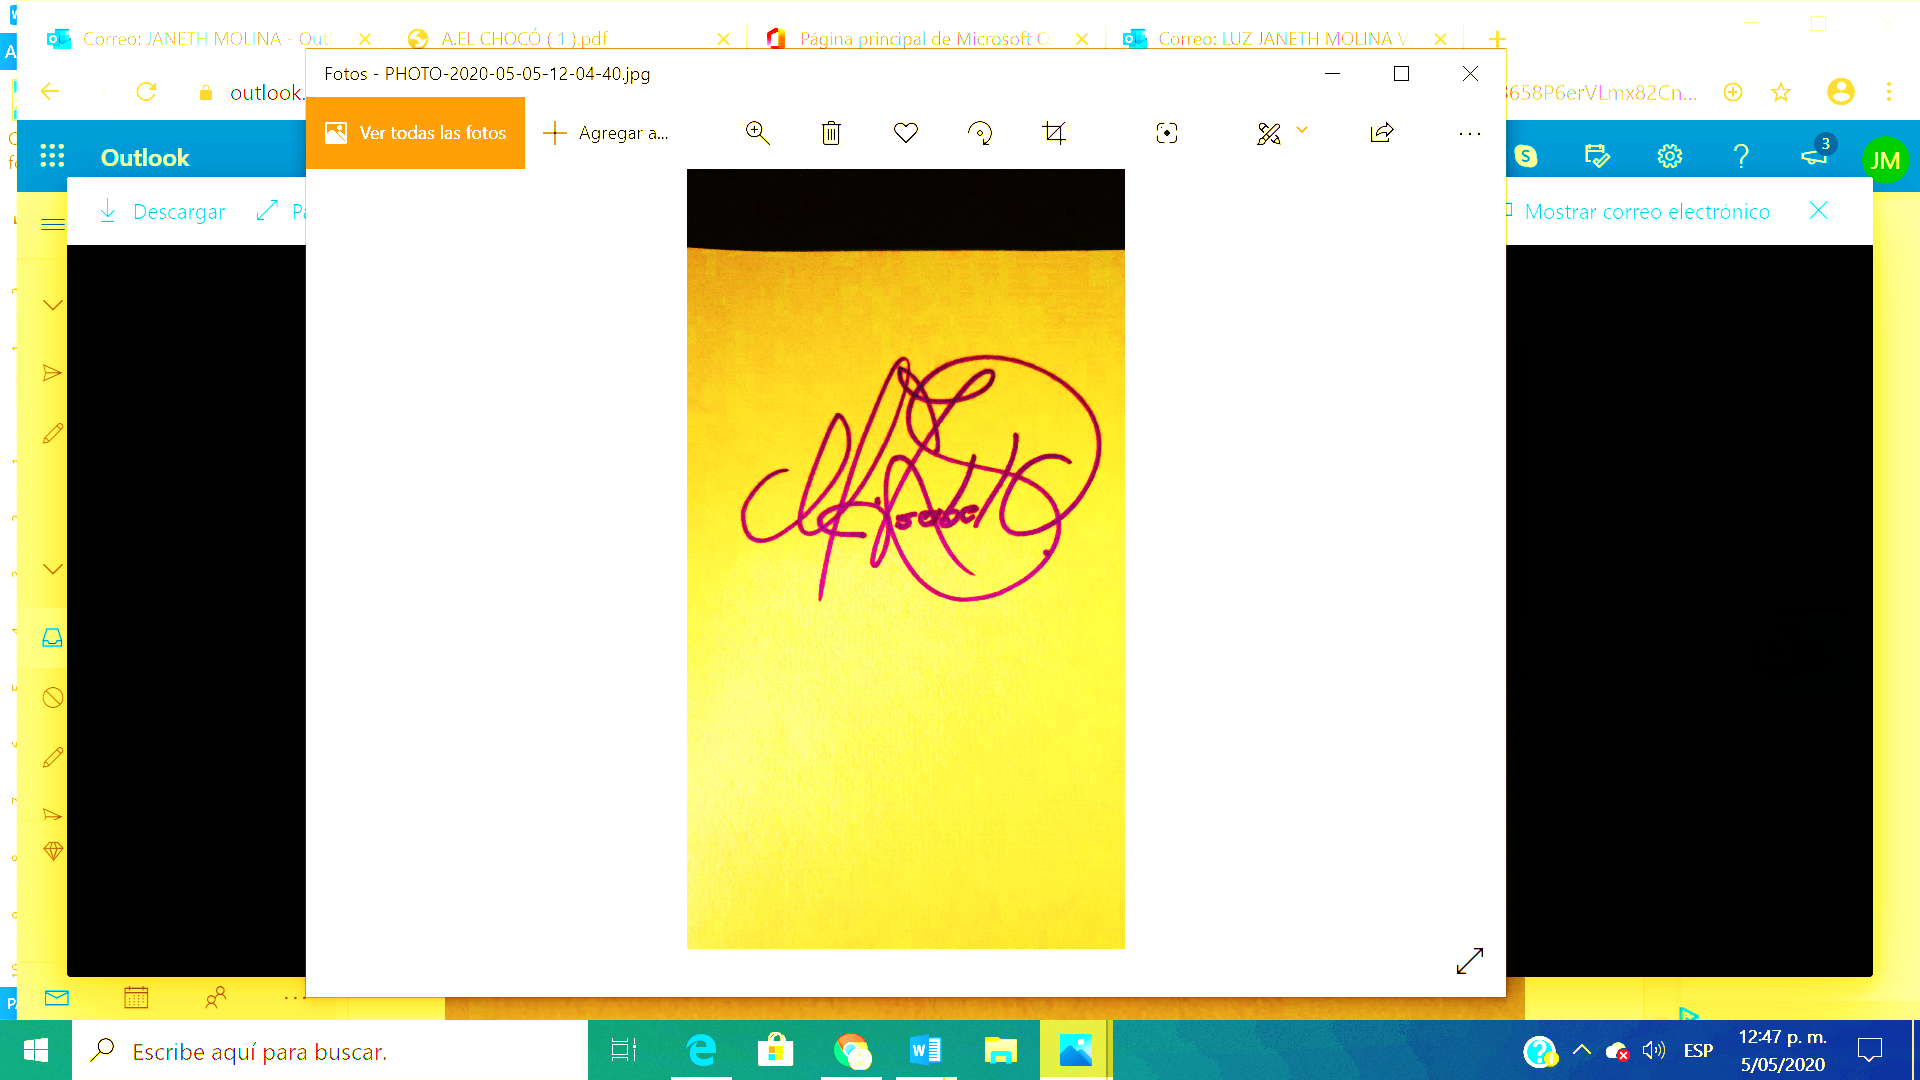 Correo: JANETH MOLINA - Outl
A.EL CHOCÓ ( 1 ).pdf
Página principal de Microsoft O
Correo: LUZ JANETH MOLINA V
Fotos - PHOTO-2020-05-05-12-04-40.jpg
outlook.
658P6erVLmx82Cn...
Ver todas las fotos
Agregar a...
Outlook
3
JM
Descargar
Mostrar correo electrónico
Escribe aquí para buscar.
ESP
12:47 p. m.
5/05/2020